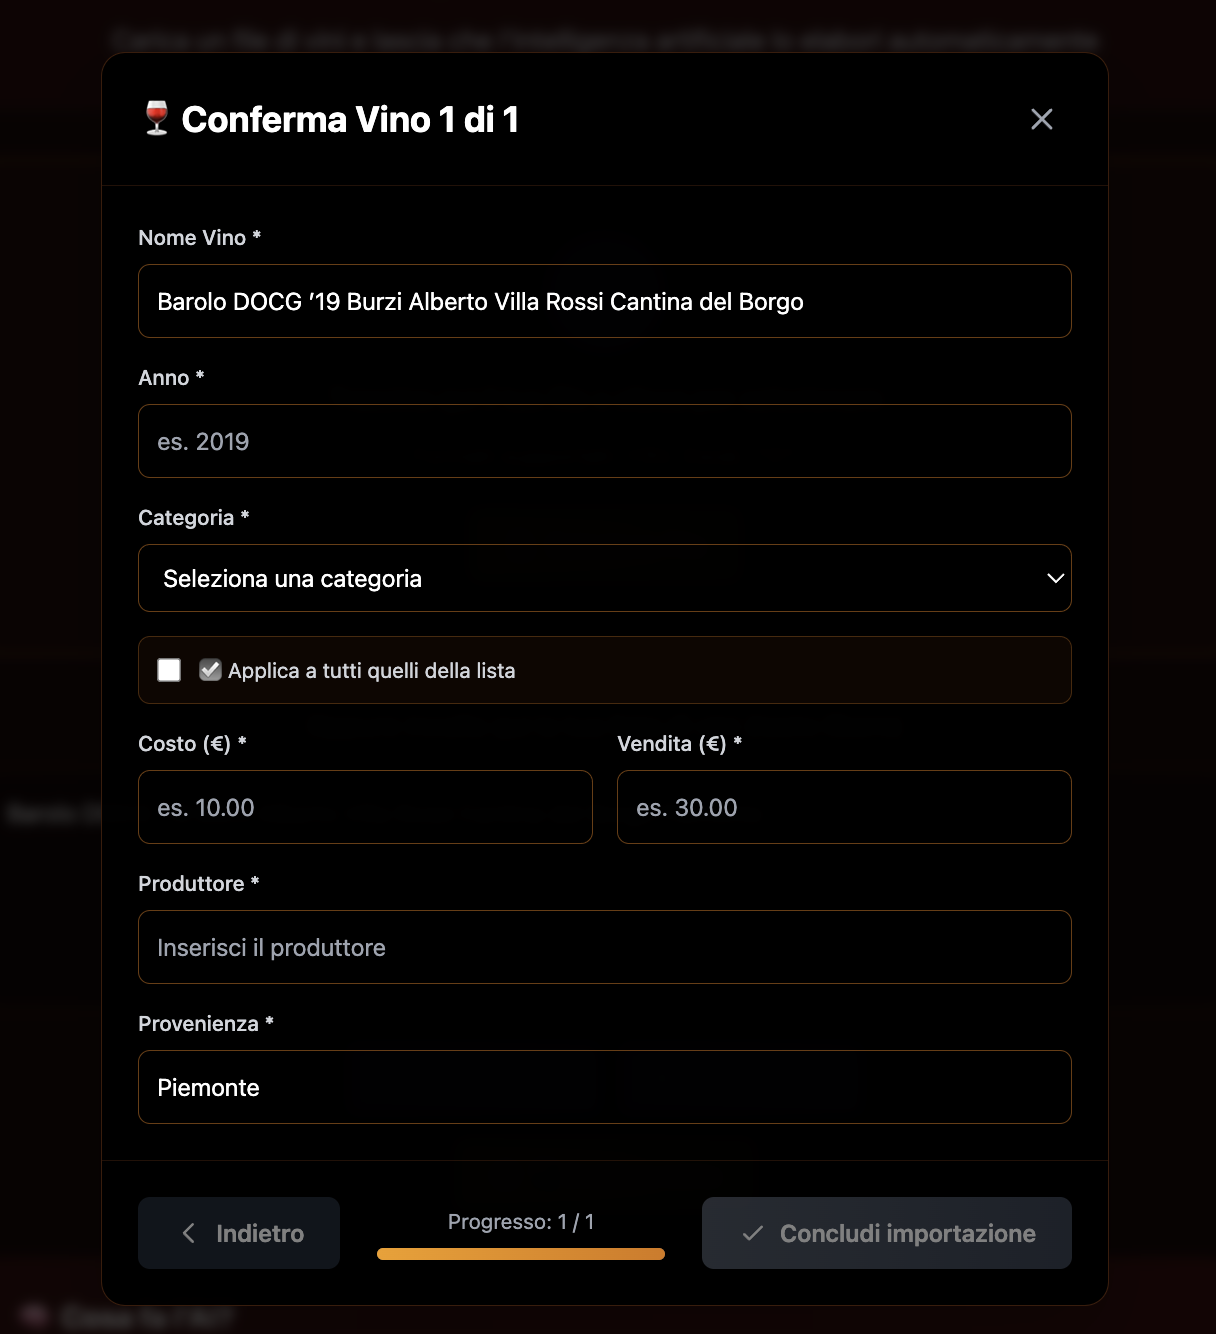 Conferma Vino 1 di 1
Nome Vino *
Barolo DOCG ’19 Burzi Alberto Villa Rossi Cantina del Borgo
Anno *
es. 2019
Categoria *
Seleziona una categoria
Applica a tutti quelli della lista
Costo (€) *
Vendita (€) *
es. 10.00
es. 30.00
Produttore *
Inserisci il produttore
Provenienza *
Piemonte
Indietro
Progresso: 1 / 1
Concludi importazione